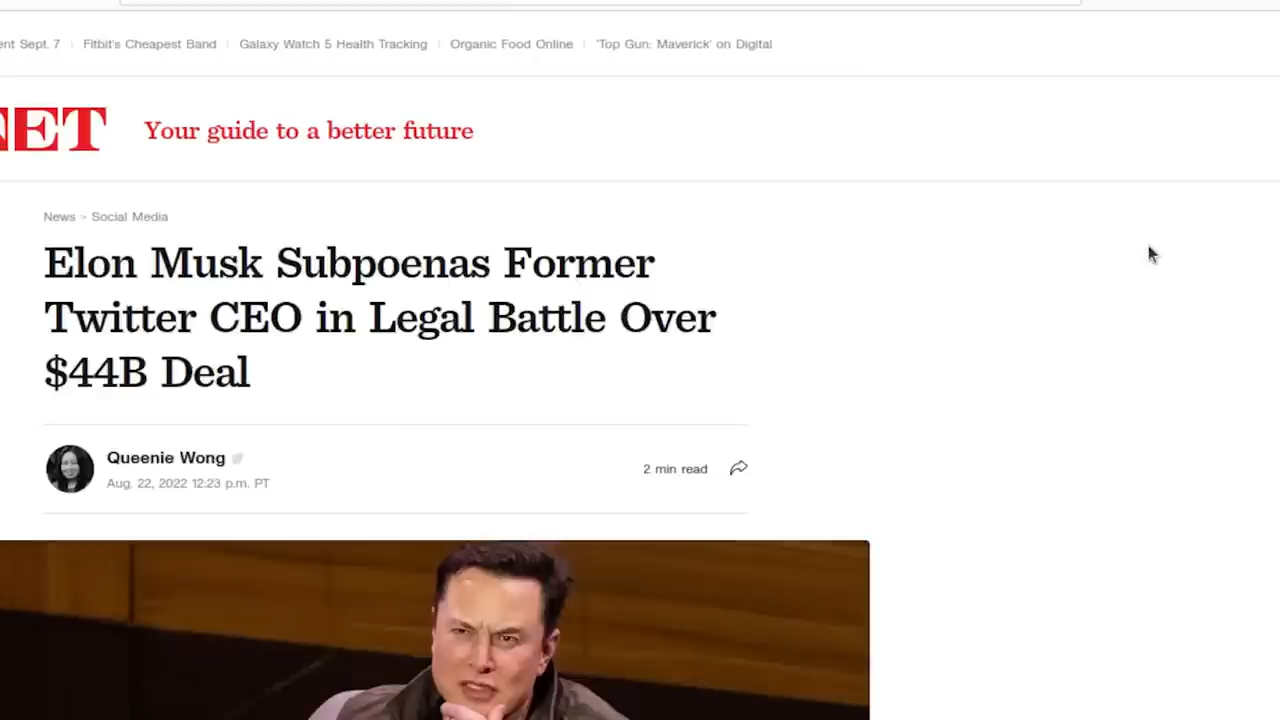 ent Sept. 7 Fitbit's Cheapest Band Galaxy Watch 5 Health Tracking Organic Food Online 'Top Gun: Maverick' on Digital
NET Your guide to a better future
News > Social Media
Elon Musk Subpoenas Former
Twitter CEO in Legal Battle Over
$44B Deal
Queenie Wong
2 min read
Aug. 22, 2022 12:23 p.m. PT